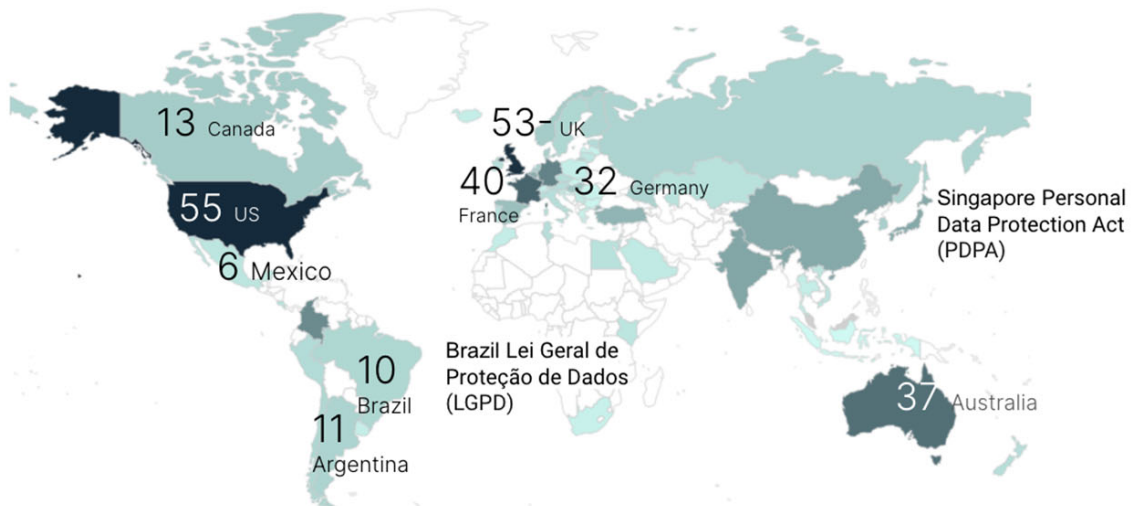 13 Canada
53- UK
40 32 Germany
France
55 US
6 Mexico
Singapore Personal
Data Protection Act
(PDPA)
Brazil Lei Geral de
Proteção de Dados
(LGPD)
10
Brazil
11
Argentina
37 Australia